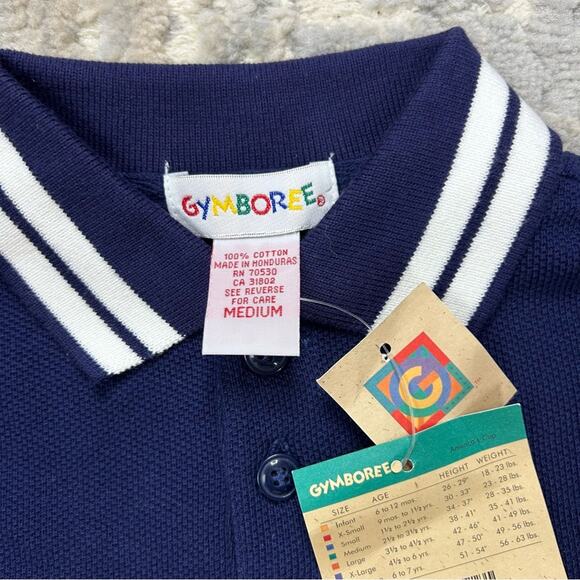 GYMBOREE®
100% COTTON
MADE IN HONDURAS
RN 70530
CA 31802
SEE REVERSE
FOR CARE
MEDIUM
G
GYMBOREE
SIZE AGE HEIGHT WEIGHT
Infant 6 to 12 mos. 26 - 29" 18 - 23 lbs.
X-Small 9 mos. to 1½ yrs. 30 - 33" 23 - 28 lbs.
Small 1½ to 2½ yrs. 34 - 37" 28 - 35 lbs.
Medium 2½ to 3½ yrs. 38 - 41" 35 - 41 lbs.
Large 3½ to 4½ yrs. 42 - 46" 41 - 49 lbs.
X-Large 4½ to 6 yrs. 47 - 50" 49 - 56 lbs.
6 to 7 yrs. 51 - 54" 56 - 63 lbs.